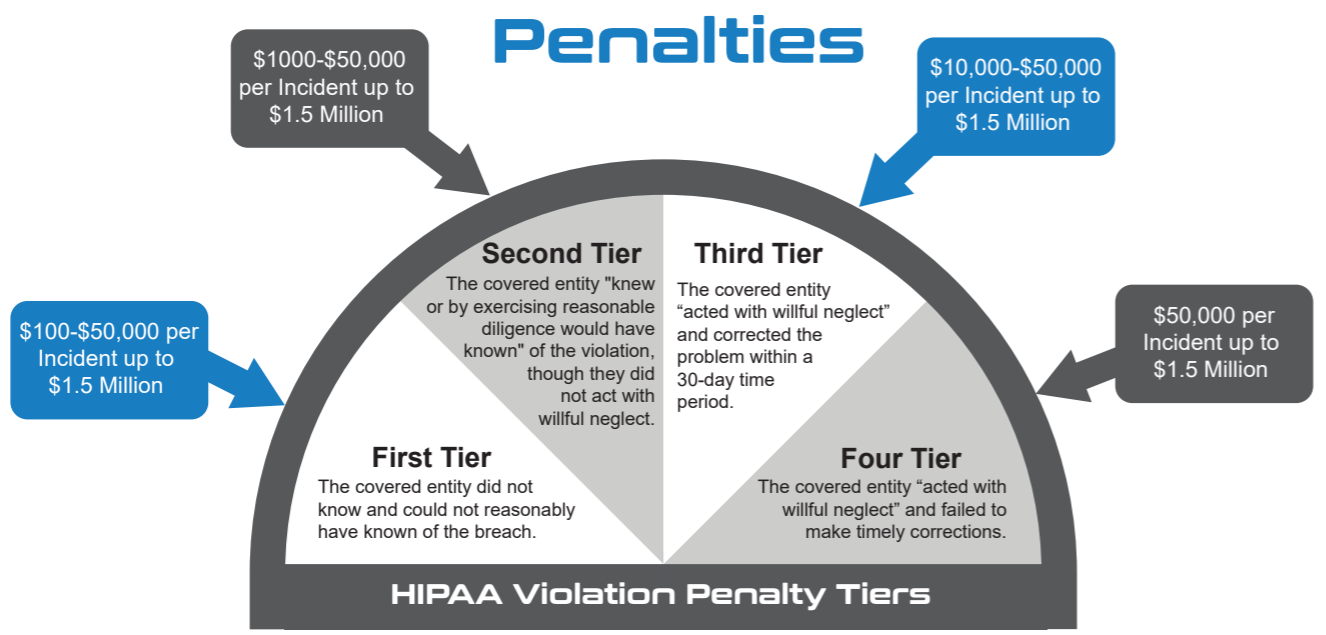 Penalties
$1000-$50,000
per Incident up to
$1.5 Million
$10,000-$50,000
per Incident up to
$1.5 Million
$100-$50,000 per
Incident up to
$1.5 Million
$50,000 per
Incident up to
$1.5 Million
Second Tier
The covered entity "knew
or by exercising reasonable
diligence would have
known" of the violation,
though they did
not act with
willful neglect.
Third Tier
The covered entity
“acted with willful neglect”
and corrected the
problem within a
30-day time
period.
First Tier
The covered entity did not
know and could not reasonably
have known of the breach.
Four Tier
The covered entity “acted with
willful neglect” and failed to
make timely corrections.
HIPAA Violation Penalty Tiers